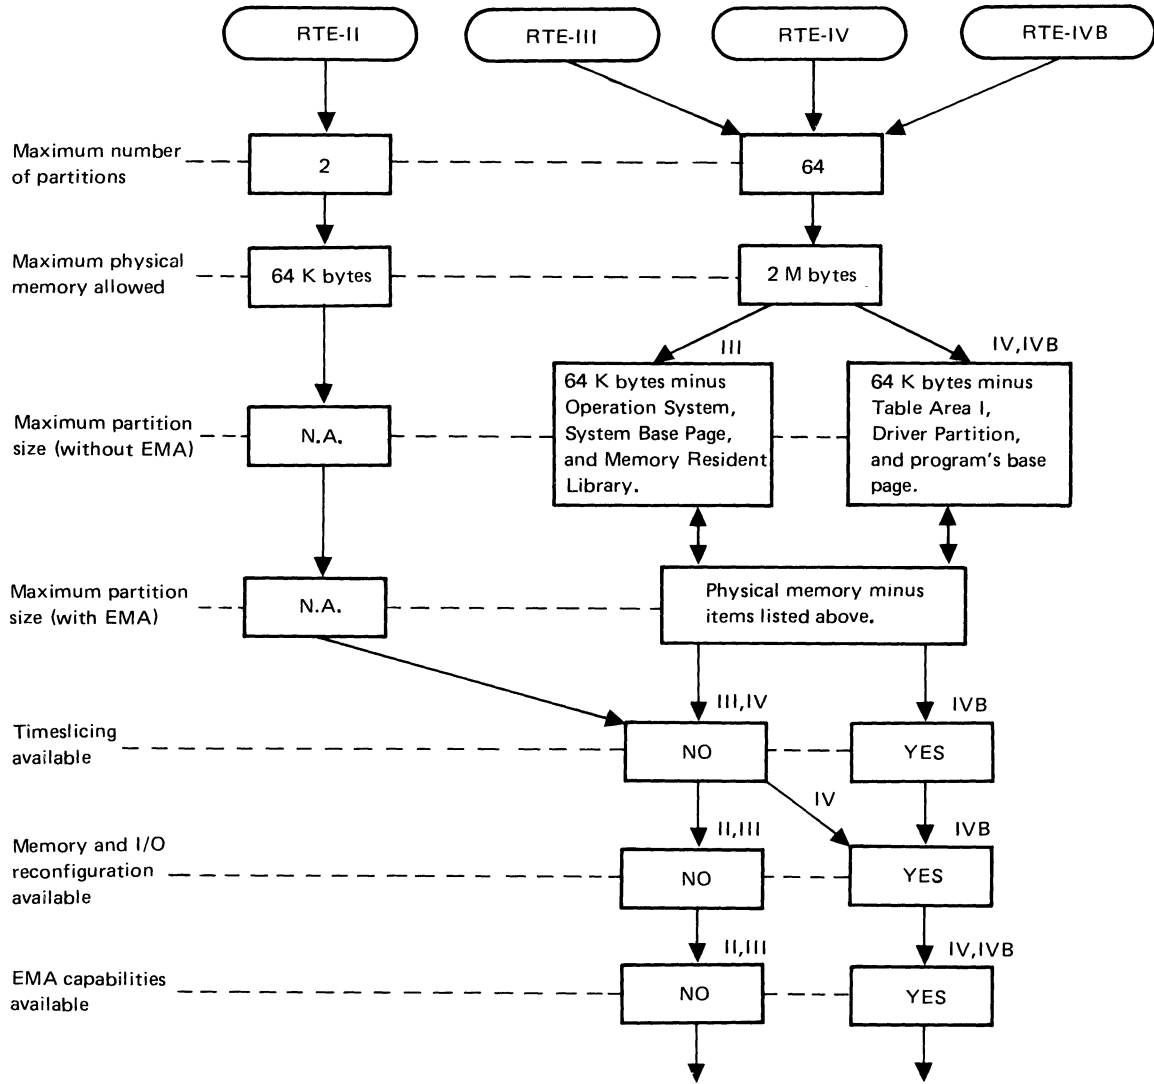 RTE-II
RTE-III
RTE-IV
RTE-IVB
Maximum number
of partitions
2
64
Maximum physical
memory allowed
64 K bytes
2 M bytes
III
IV,IVB
Maximum partition
size (without EMA)
N.A.
64 K bytes minus
Operation System,
System Base Page,
and Memory Resident
Library.
64 K bytes minus
Table Area I,
Driver Partition,
and program's base
page.
Maximum partition
size (with EMA)
N.A.
Physical memory minus
items listed above.
III,IV
IVB
Timeslicing
available
NO
YES
IV
II,III
IVB
Memory and I/O
reconfiguration
available
NO
YES
II,III
IV,IVB
EMA capabilities
available
NO
YES